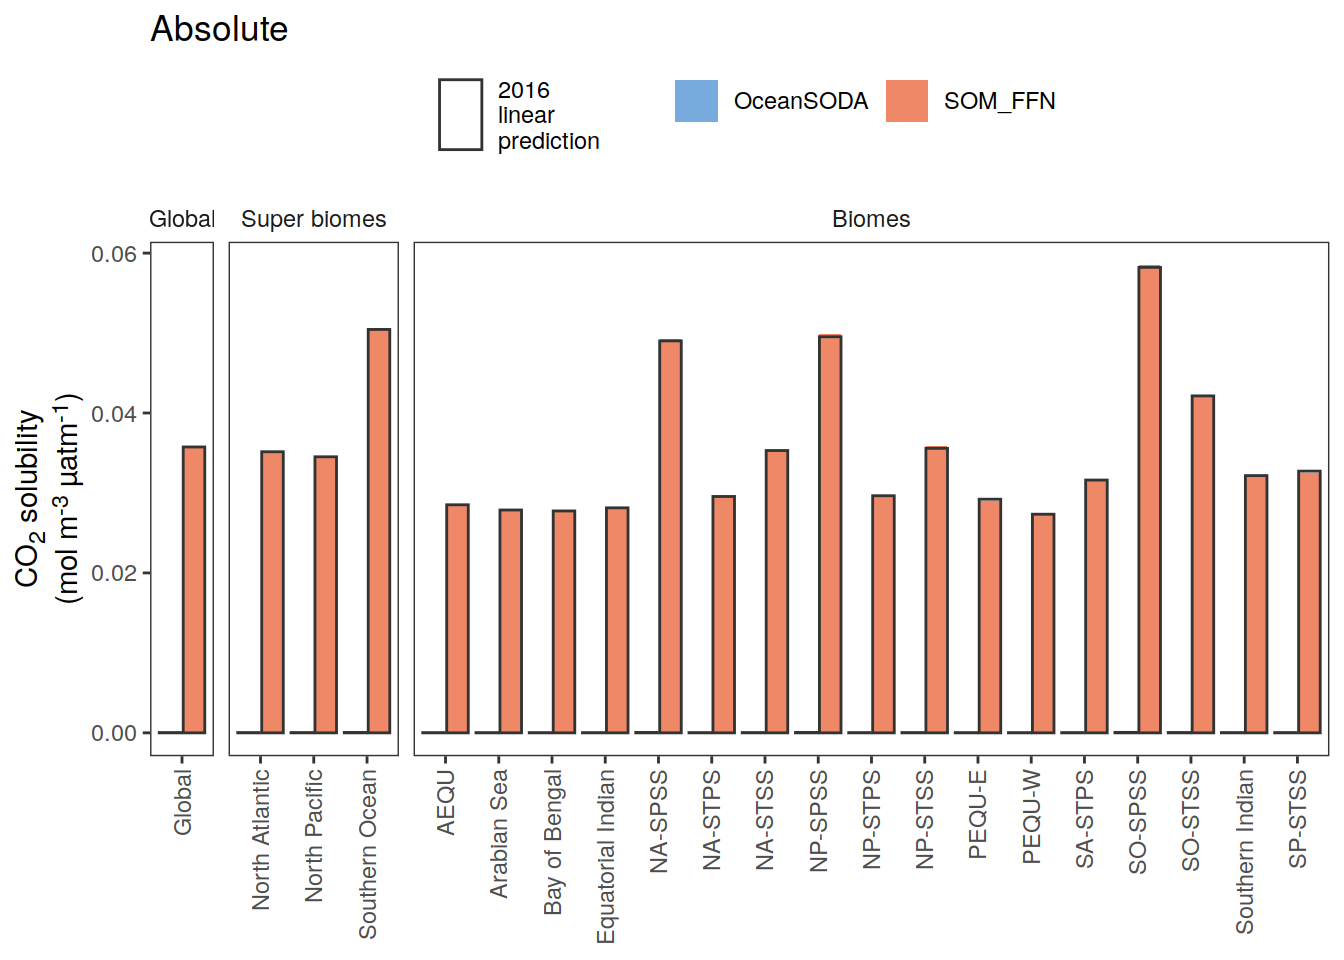 Absolute
2016
linear
prediction
OceanSODA
SOM_FFN
Global
Super biomes
Biomes
CO₂ solubility
(mol m⁻³ µatm⁻¹)
0.06
0.04
0.02
0.00
Global
North Atlantic
North Pacific
Southern Ocean
AEQU
Arabian Sea
Bay of Bengal
Equatorial Indian
NA-SPSS
NA-STPS
NA-STSS
NP-SPSS
NP-STPS
NP-STSS
PEQU-E
PEQU-W
SA-STPS
SO-SPSS
SO-STSS
Southern Indian
SP-STSS